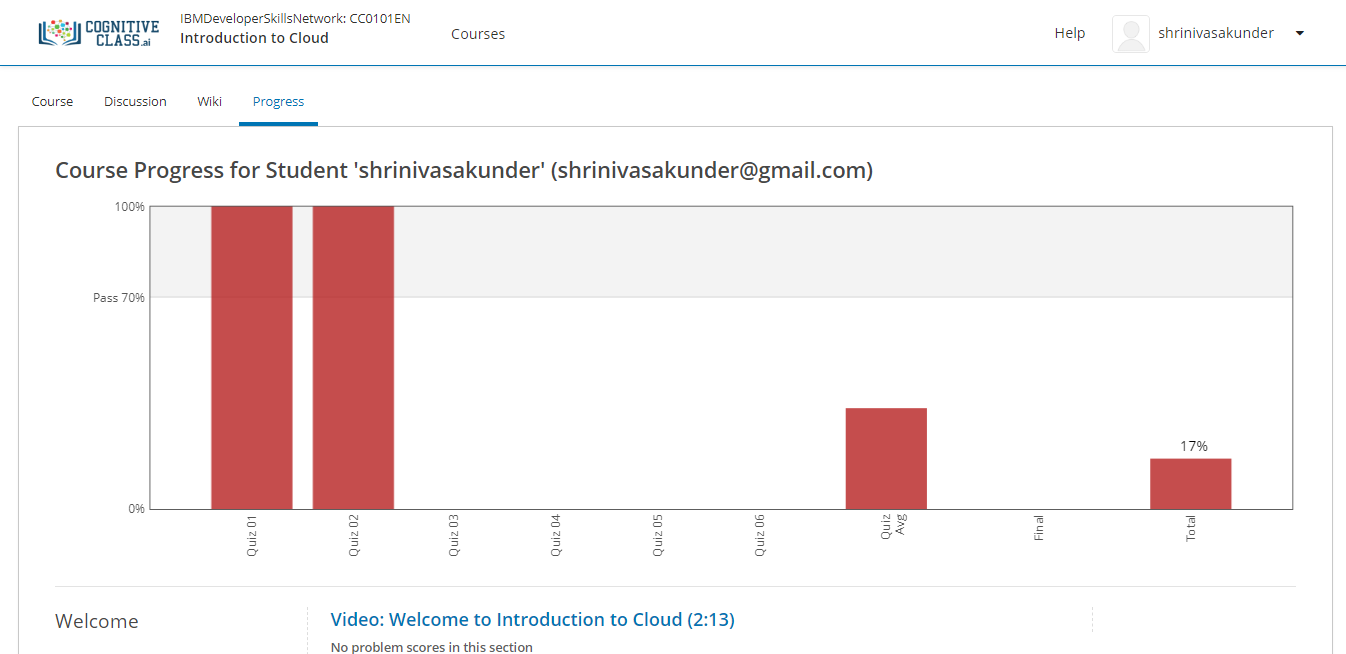 COGNITIVE
CLASS.ai
IBMDeveloperSkillsNetwork: CC0101EN
Introduction to Cloud
Courses
Help
shrinivasakunder
Course
Discussion
Wiki
Progress
Course Progress for Student 'shrinivasakunder' (shrinivasakunder@gmail.com)
100%
Pass 70%
0%
17%
Quiz 01
Quiz 02
Quiz 03
Quiz 04
Quiz 05
Quiz 06
Quiz
Avg
Final
Total
Welcome
Video: Welcome to Introduction to Cloud (2:13)
No problem scores in this section